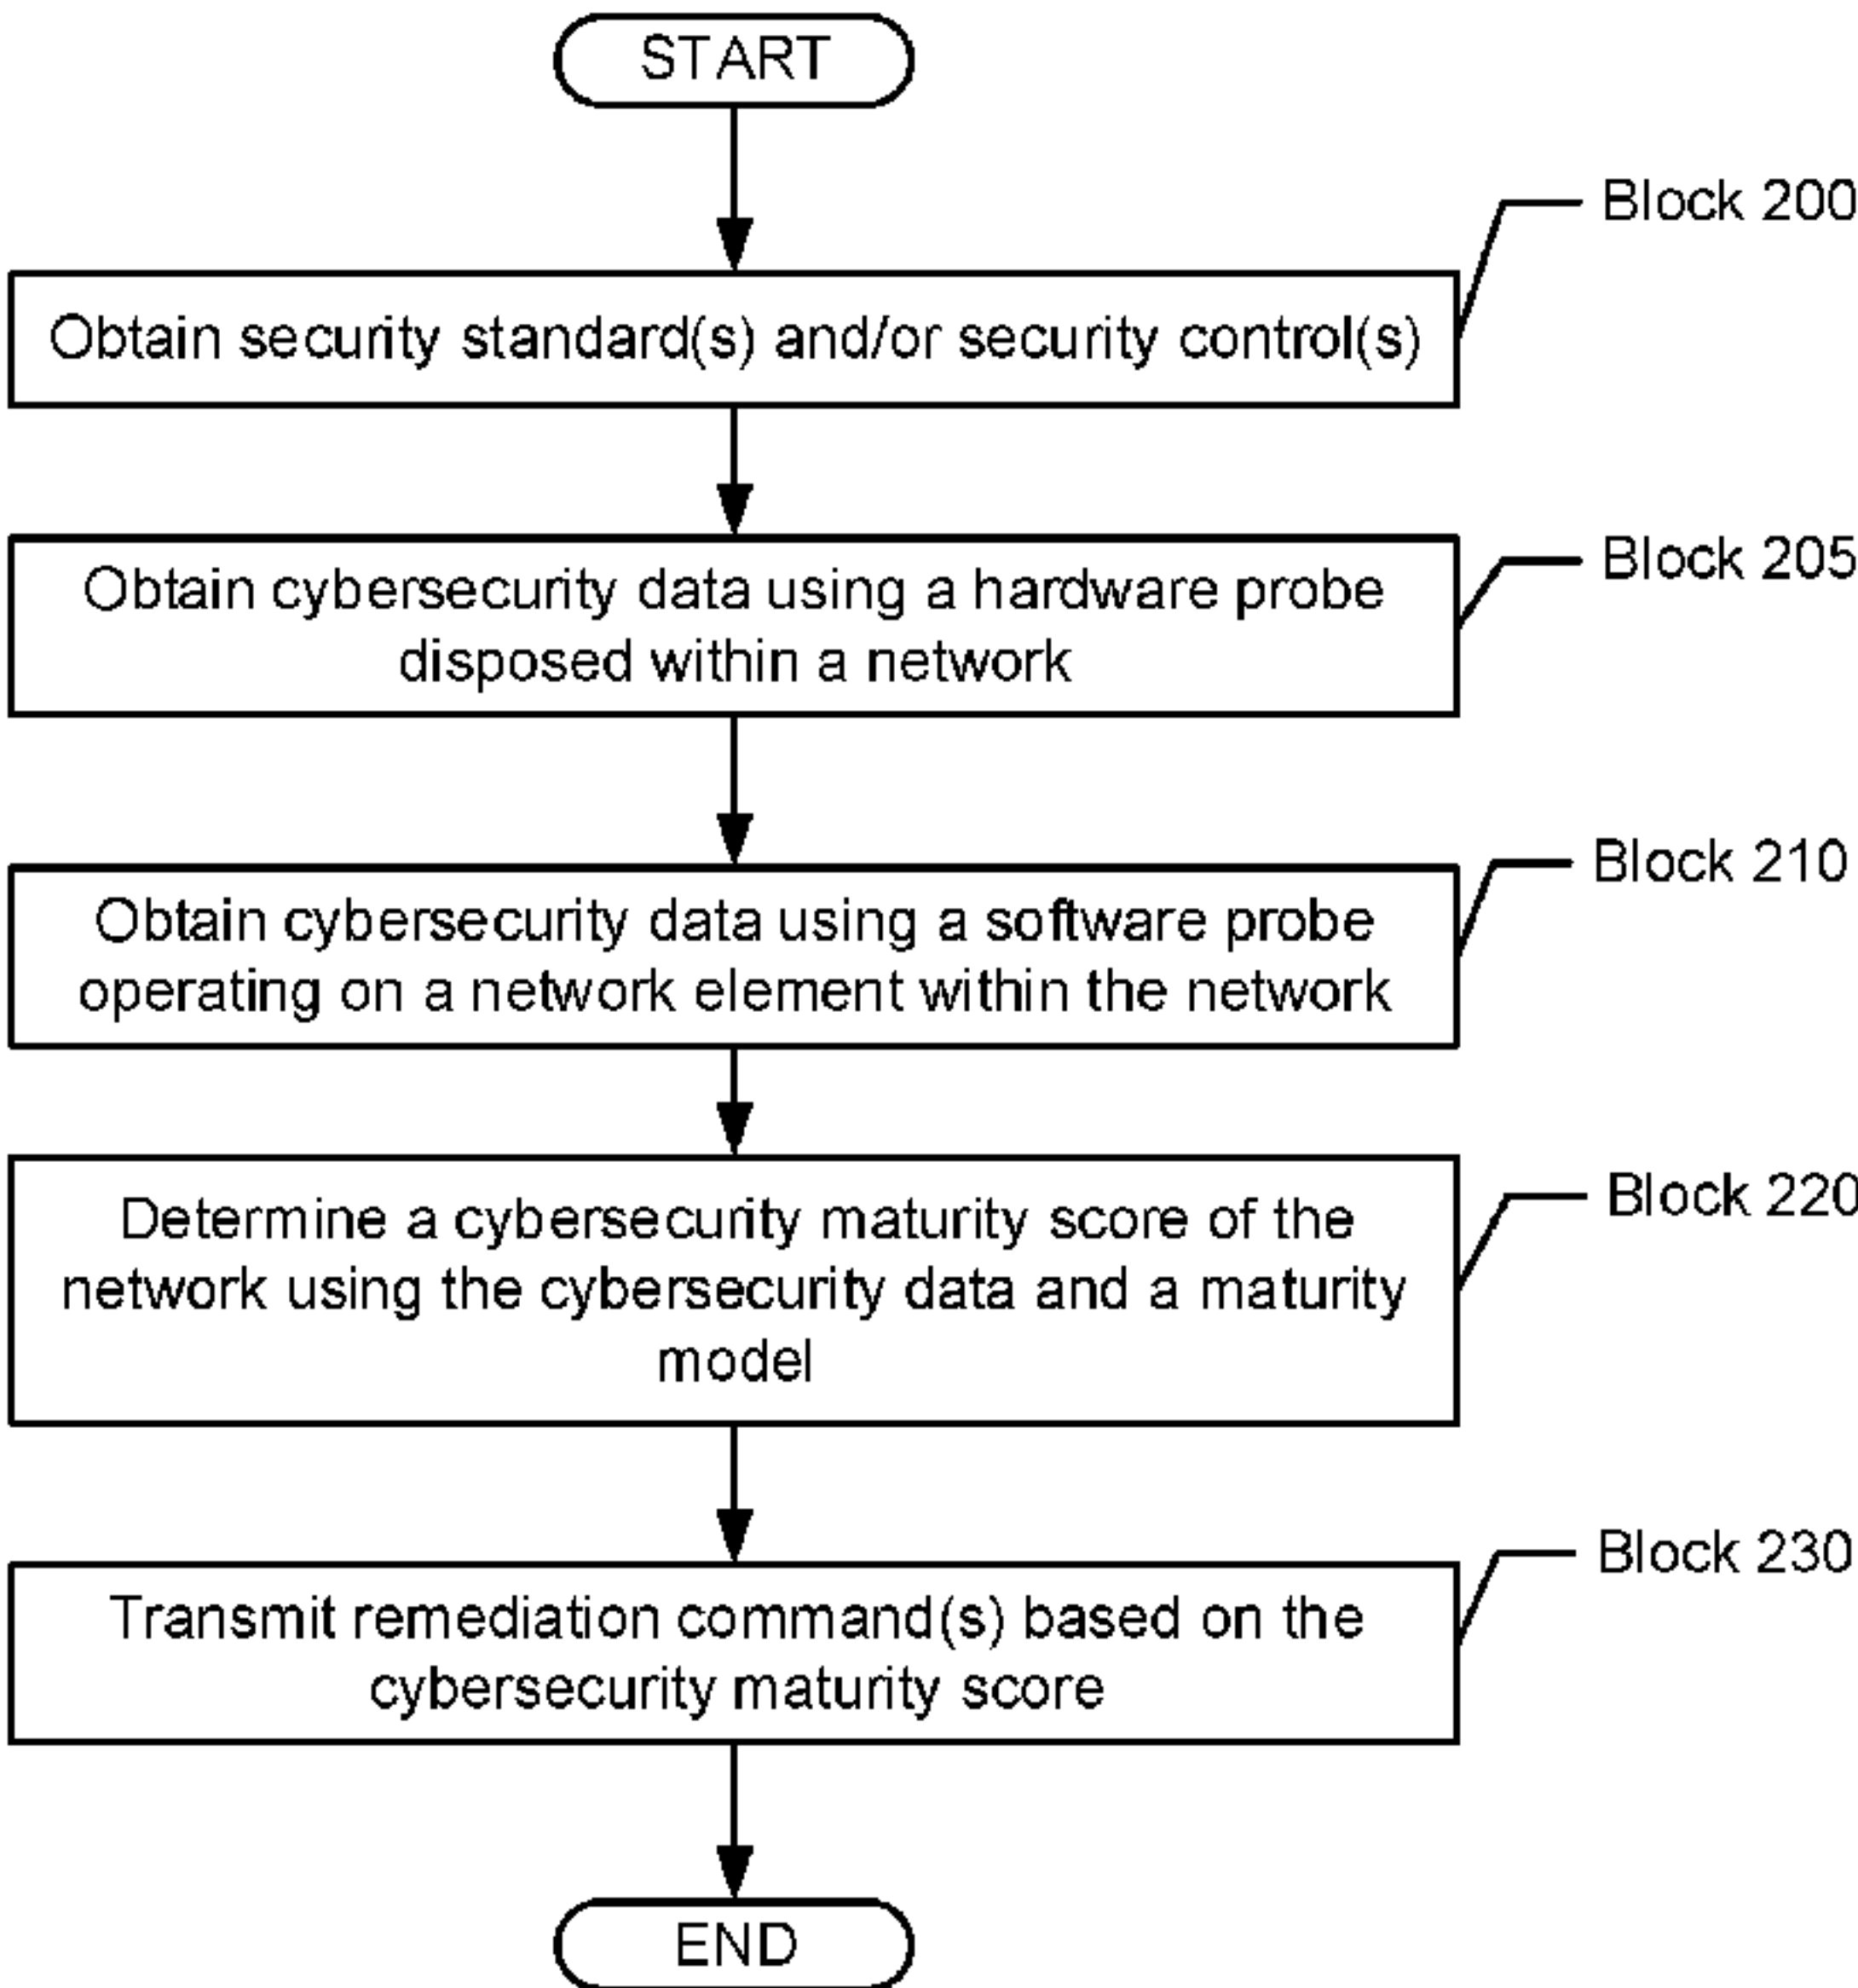 START
Block 200
Obtain security standard(s) and/or security control(s)
Block 205
Obtain cybersecurity data using a hardware probe
disposed within a network
Block 210
Obtain cybersecurity data using a software probe
operating on a network element within the network
Block 220
Determine a cybersecurity maturity score of the
network using the cybersecurity data and a maturity
model
Block 230
Transmit remediation command(s) based on the
cybersecurity maturity score
END